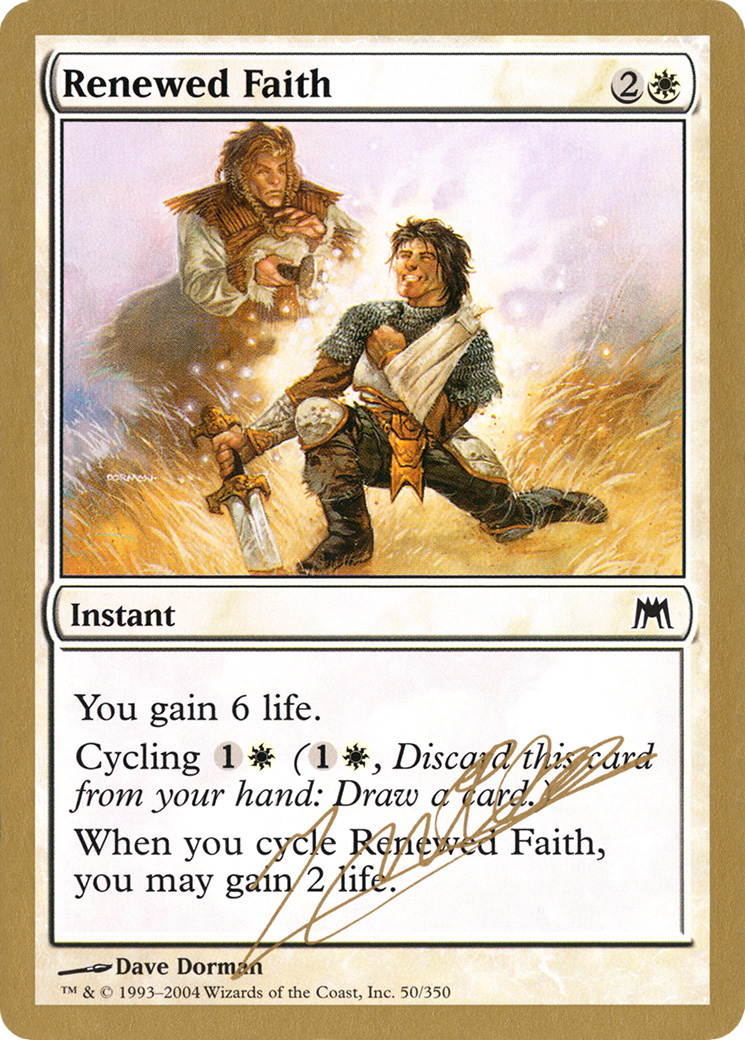 Renewed Faith 2
DORMAN
Instant
You gain 6 life.
Cycling 1 (1, Discard this card
from your hand: Draw a card.)
When you cycle Renewed Faith,
you may gain 2 life.
Dave Dorman
™ & © 1993–2004 Wizards of the Coast, Inc. 50/350